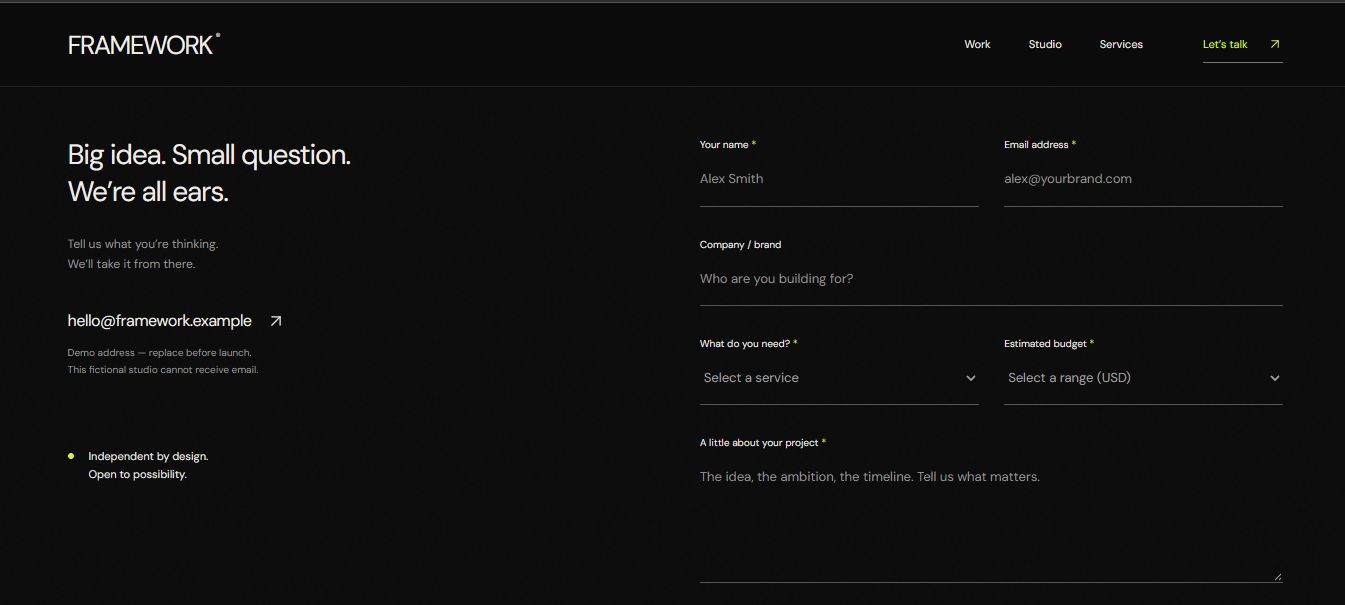 FRAMEWORK®
Work
Studio
Services
Let's talk
Big idea. Small question.
We're all ears.
Tell us what you're thinking.
We'll take it from there.
hello@framework.example
Demo address — replace before launch.
This fictional studio cannot receive email.
Independent by design.
Open to possibility.
Your name *
Alex Smith
Email address *
alex@yourbrand.com
Company / brand
Who are you building for?
What do you need? *
Select a service
Estimated budget *
Select a range (USD)
A little about your project *
The idea, the ambition, the timeline. Tell us what matters.